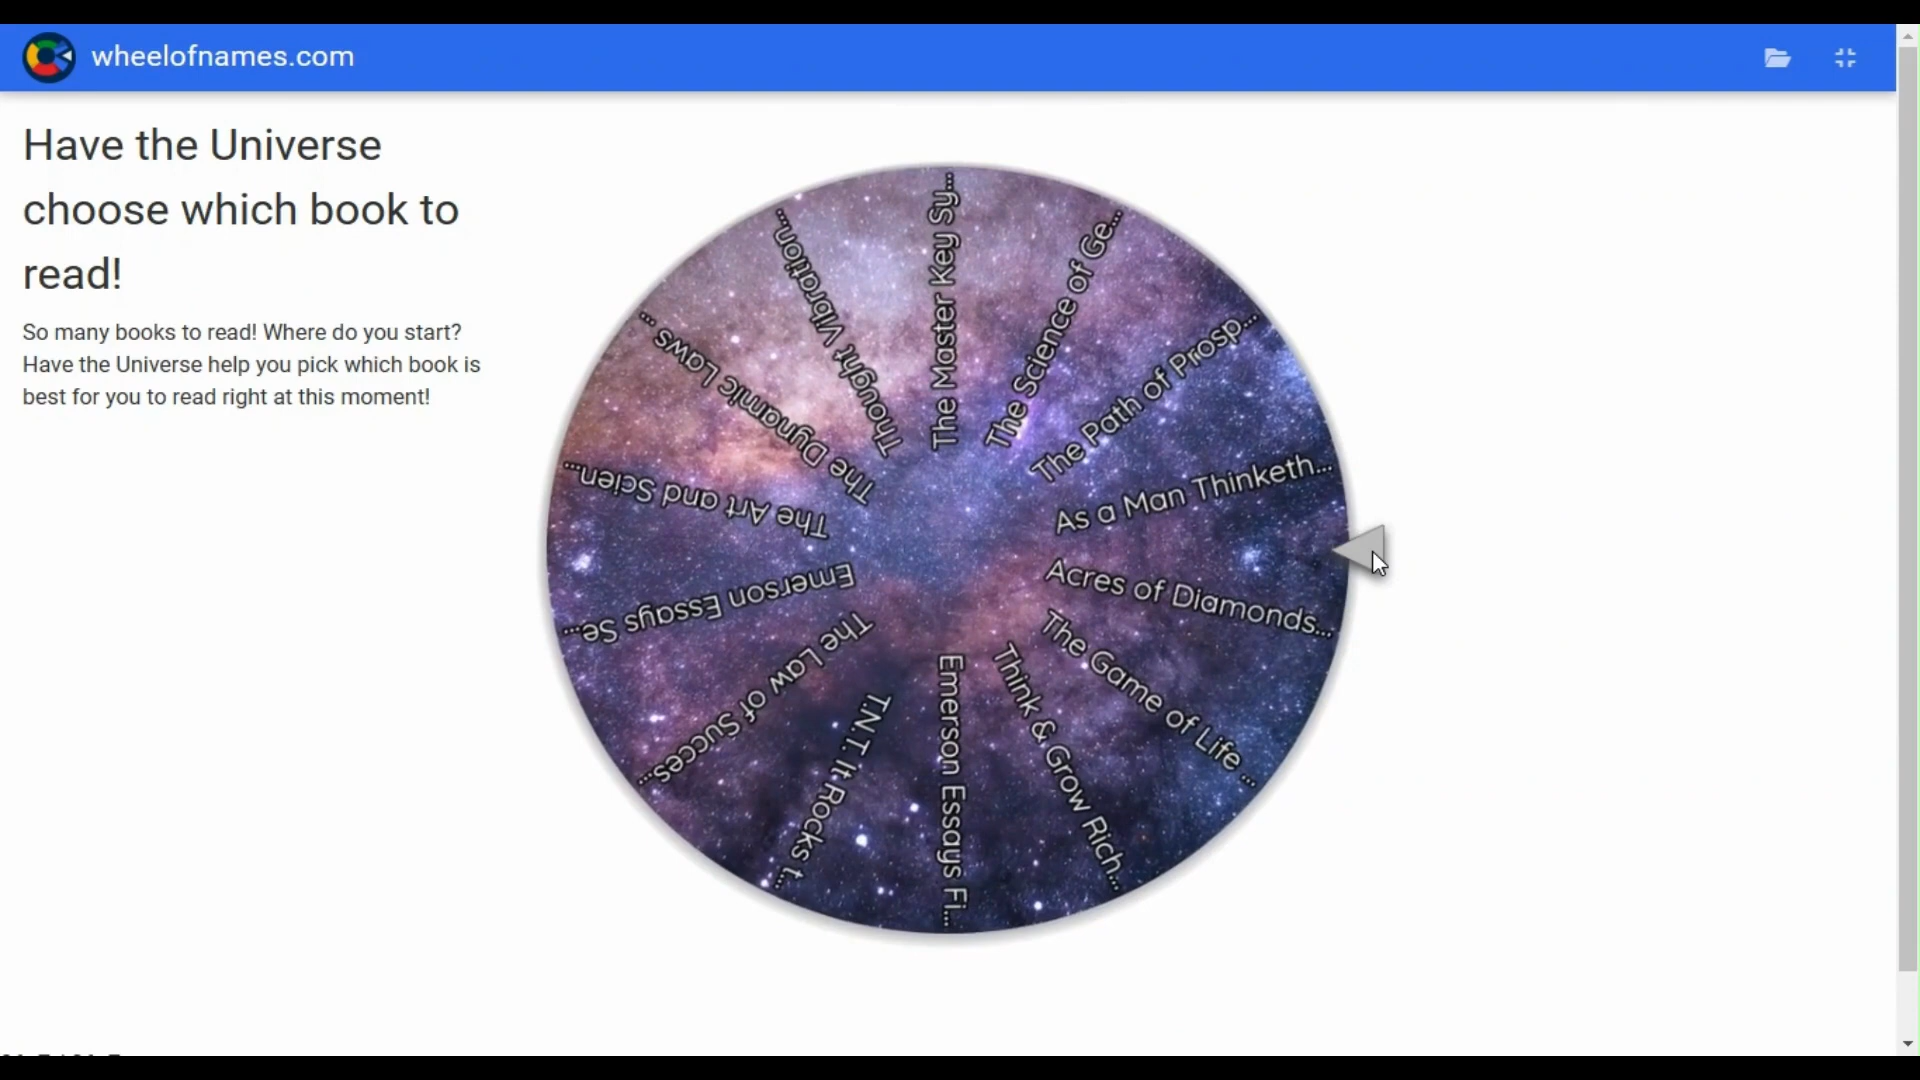 wheelofnames.com
Have the Universe
choose which book to
read!
So many books to read! Where do you start?
Have the Universe help you pick which book is
best for you to read right at this moment!
The Master Key Sy...
The Science of Ge...
The Path of Prosp...
As a Man Thinketh...
Acres of Diamonds...
The Game of Life ...
Think & Grow Rich...
Emerson Essays Fi...
T.N.T. It Rocks t...
The Law of Succes...
Emerson Essays Se...
The Art and Scien...
The Dynamic Laws ...
Thought Vibration...